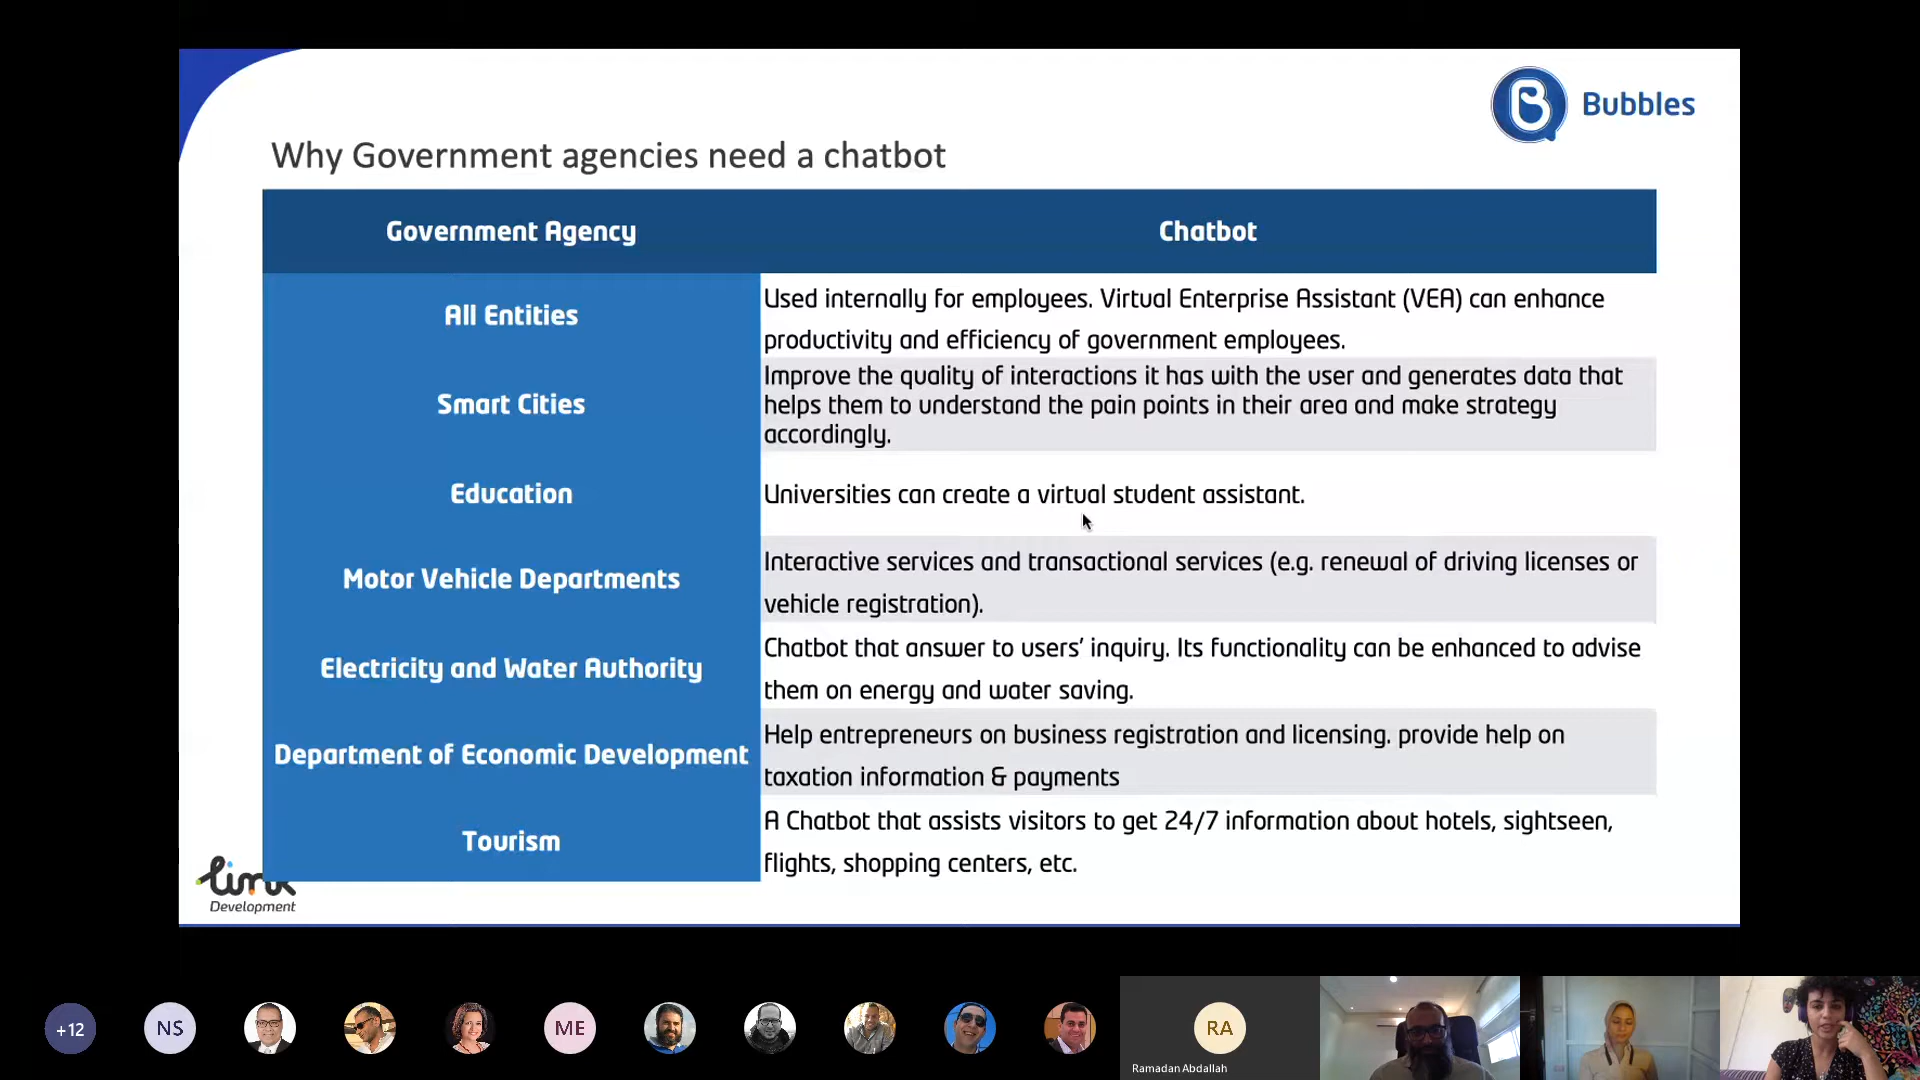 Bubbles
Why Government agencies need a chatbot
Government Agency
Chatbot
All Entities
Used internally for employees. Virtual Enterprise Assistant (VEA) can enhance
productivity and efficiency of government employees.
Smart Cities
Improve the quality of interactions it has with the user and generates data that
helps them to understand the pain points in their area and make strategy
accordingly.
Education
Universities can create a virtual student assistant.
Motor Vehicle Departments
Interactive services and transactional services (e.g. renewal of driving licenses or
vehicle registration).
Electricity and Water Authority
Chatbot that answer to users’ inquiry. Its functionality can be enhanced to advise
them on energy and water saving.
Department of Economic Development
Help entrepreneurs on business registration and licensing. provide help on
taxation information & payments
Tourism
A Chatbot that assists visitors to get 24/7 information about hotels, sightseen,
flights, shopping centers, etc.
link
Development
+12
NS
ME
RA
Ramadan Abdallah